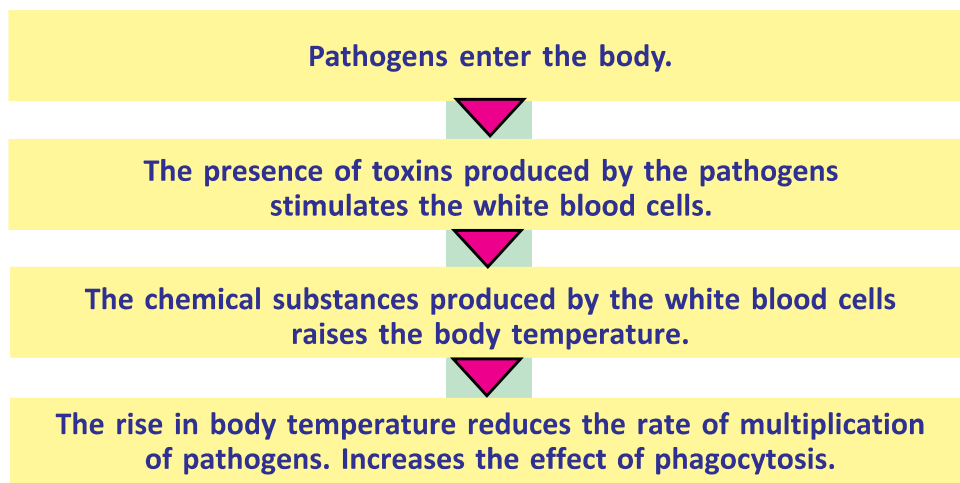 Pathogens enter the body.
The presence of toxins produced by the pathogens
stimulates the white blood cells.
The chemical substances produced by the white blood cells
raises the body temperature.
The rise in body temperature reduces the rate of multiplication
of pathogens. Increases the effect of phagocytosis.